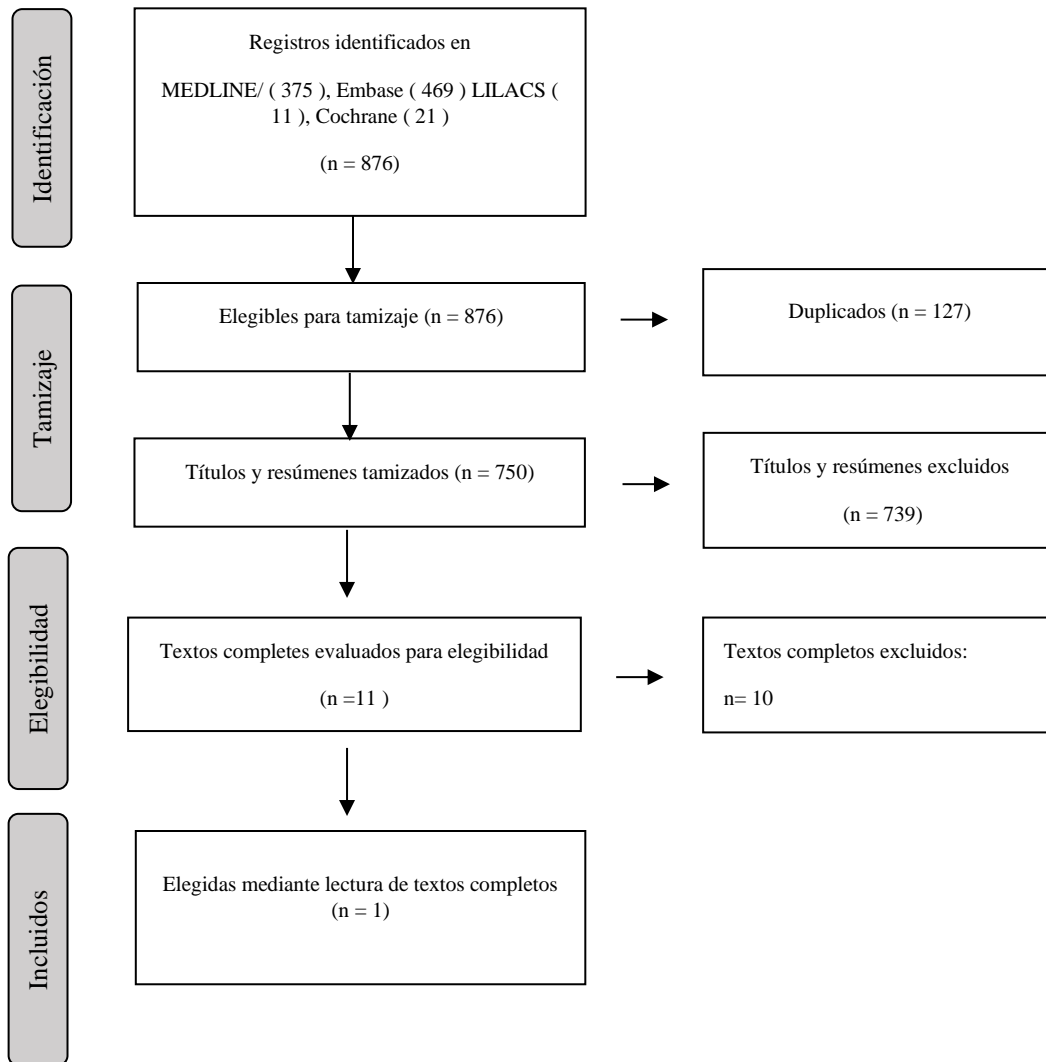 Identificación
Registros identificados en
MEDLINE/ ( 375 ), Embase ( 469 ) LILACS (
11 ), Cochrane ( 21 )
(n = 876)
Tamizaje
Elegibles para tamizaje (n = 876)
Duplicados (n = 127)
Títulos y resúmenes tamizados (n = 750)
Títulos y resúmenes excluidos
(n = 739)
Elegibilidad
Textos completes evaluados para elegibilidad
(n =11 )
Textos completos excluidos:
n= 10
Incluidos
Elegidas mediante lectura de textos completos
(n = 1)